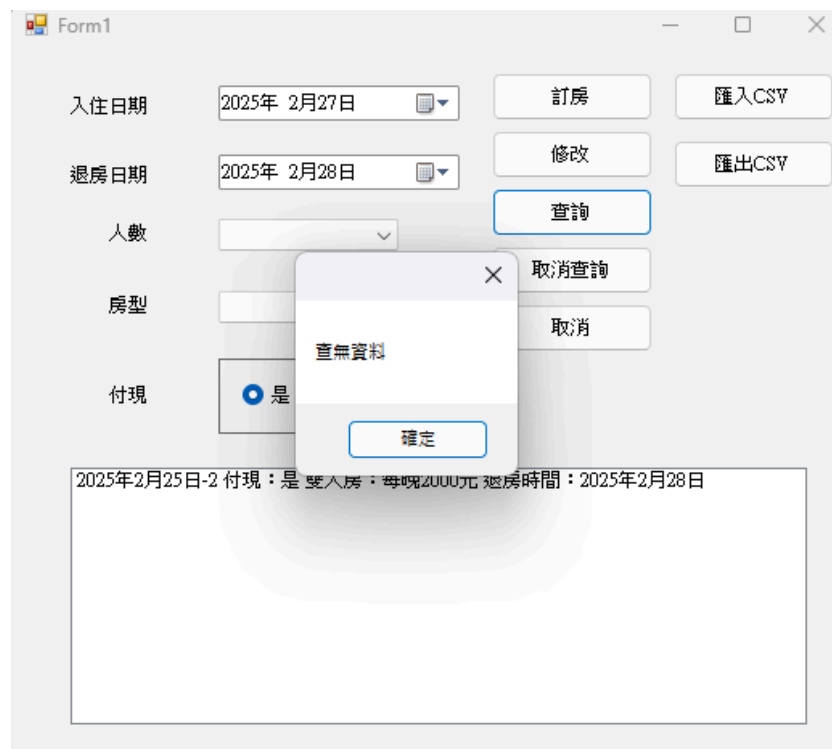 Form1
入住日期
2025年 2月27日
訂房
匯入CSV
退房日期
2025年 2月28日
修改
匯出CSV
人數
查詢
取消查詢
房型
取消
查無資料
付現
是
確定
2025年2月25日-2 付現：是 雙人房：每晚2000元 退房時間：2025年2月28日